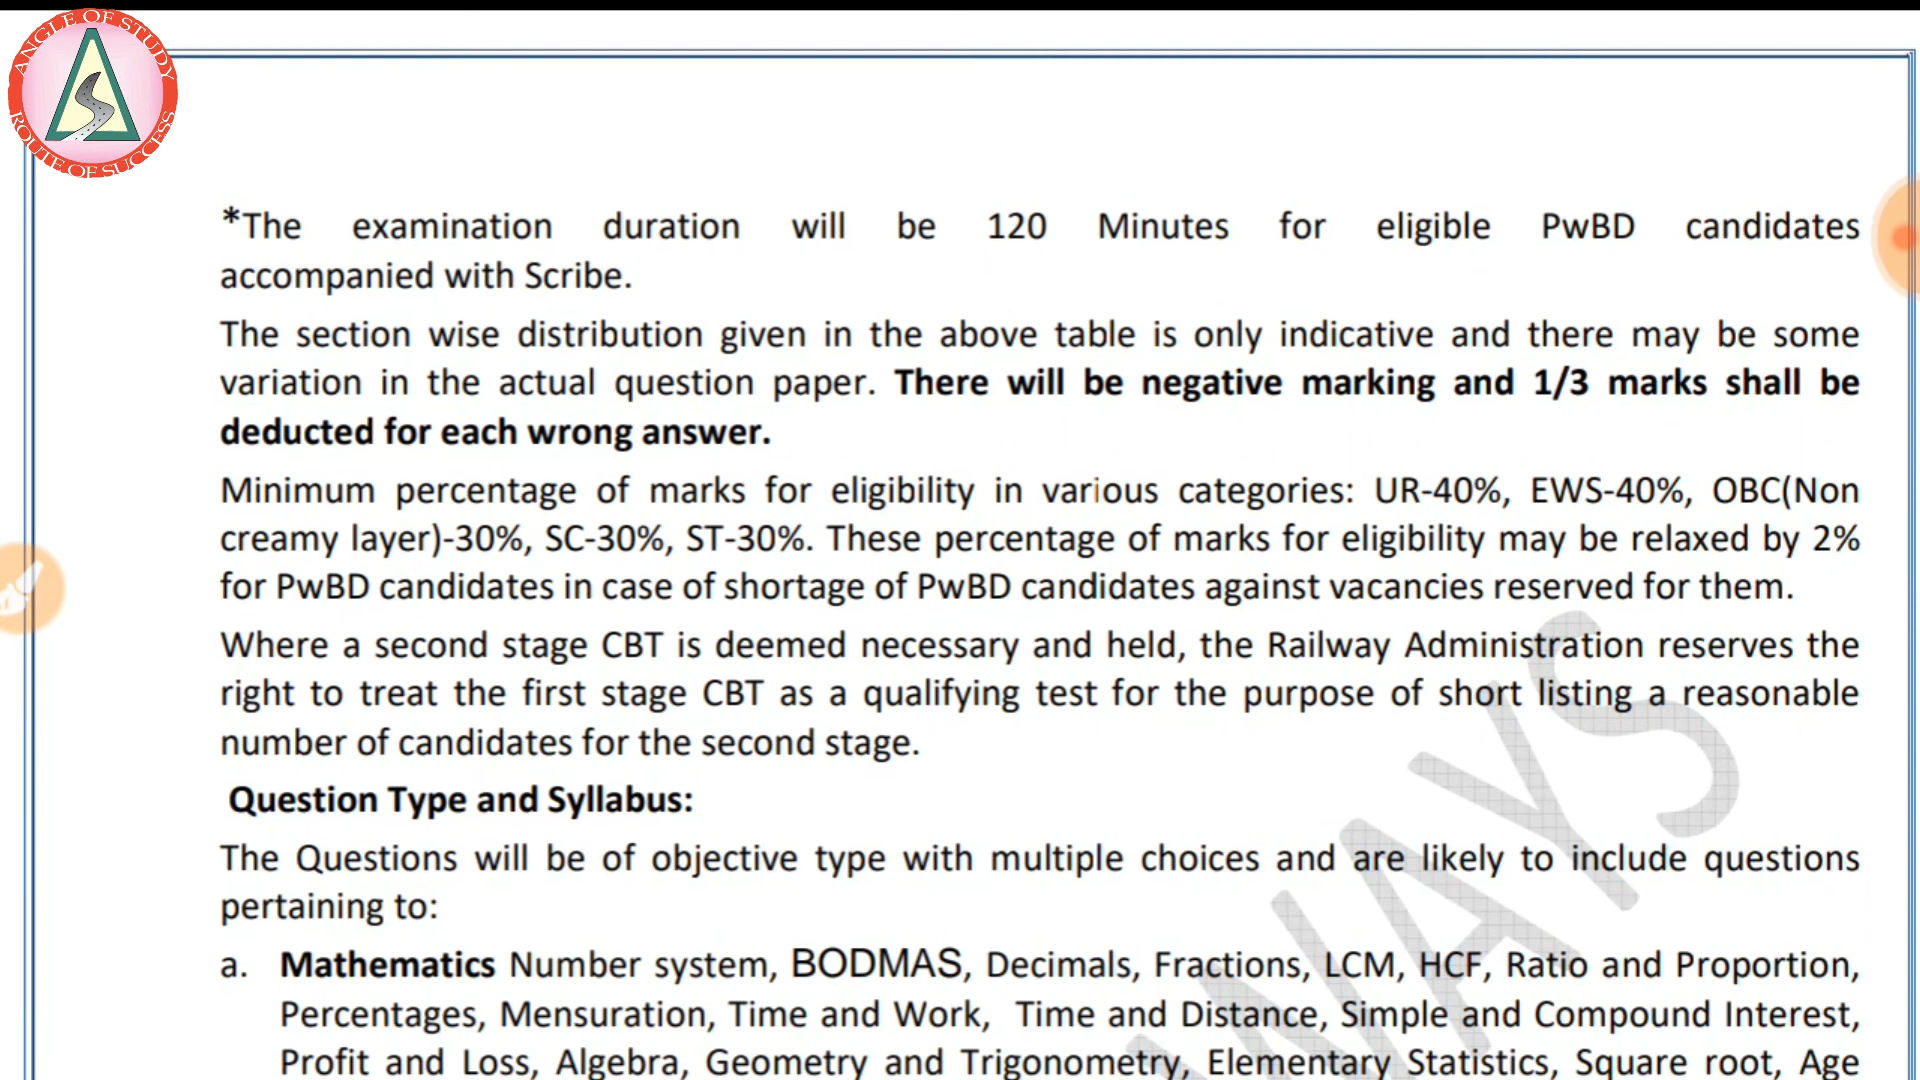 ANGLE OF STUDY
ROUTE OF SUCCESS
*The examination duration will be 120 Minutes for eligible PwBD candidates
accompanied with Scribe.
The section wise distribution given in the above table is only indicative and there may be some
variation in the actual question paper. There will be negative marking and 1/3 marks shall be
deducted for each wrong answer.
Minimum percentage of marks for eligibility in various categories: UR-40%, EWS-40%, OBC(Non
creamy layer)-30%, SC-30%, ST-30%. These percentage of marks for eligibility may be relaxed by 2%
for PwBD candidates in case of shortage of PwBD candidates against vacancies reserved for them.
Where a second stage CBT is deemed necessary and held, the Railway Administration reserves the
right to treat the first stage CBT as a qualifying test for the purpose of short listing a reasonable
number of candidates for the second stage.
Question Type and Syllabus:
The Questions will be of objective type with multiple choices and are likely to include questions
pertaining to:
a. Mathematics Number system, BODMAS, Decimals, Fractions, LCM, HCF, Ratio and Proportion,
Percentages, Mensuration, Time and Work, Time and Distance, Simple and Compound Interest,
Profit and Loss, Algebra, Geometry and Trigonometry, Elementary Statistics, Square root, Age
WAYS